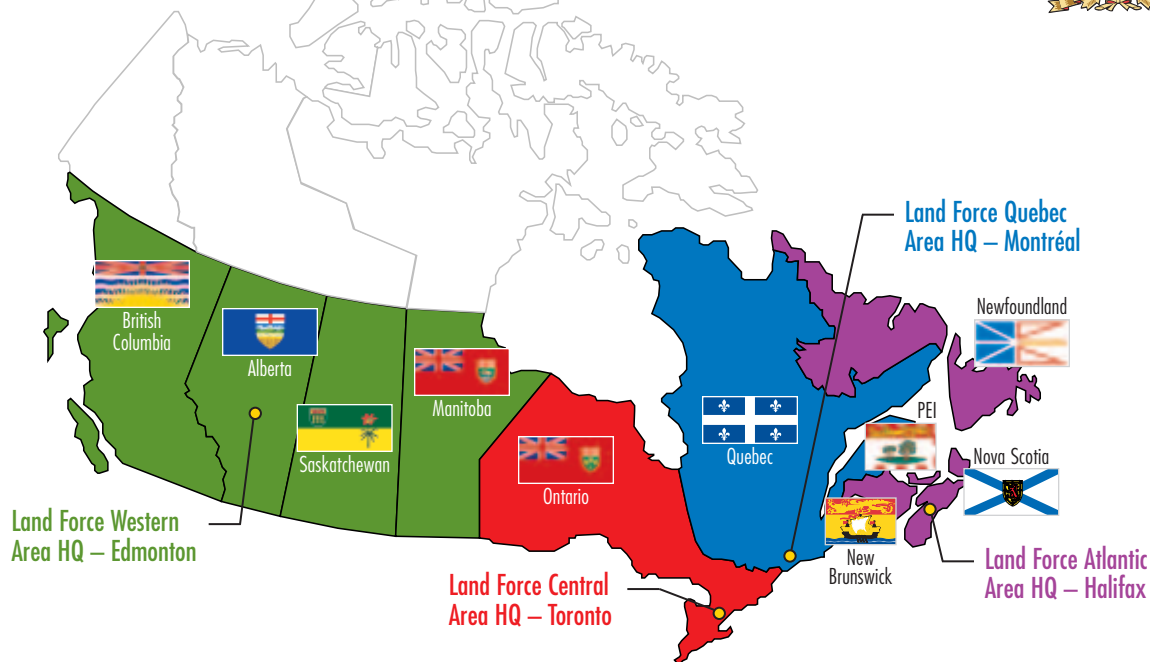 Land Force Quebec
Area HQ – Montréal
Newfoundland
British
Columbia
Alberta
Manitoba
Saskatchewan
Ontario
Quebec
PEI
Nova Scotia
New
Brunswick
Land Force Western
Area HQ – Edmonton
Land Force Central
Area HQ – Toronto
Land Force Atlantic
Area HQ – Halifax